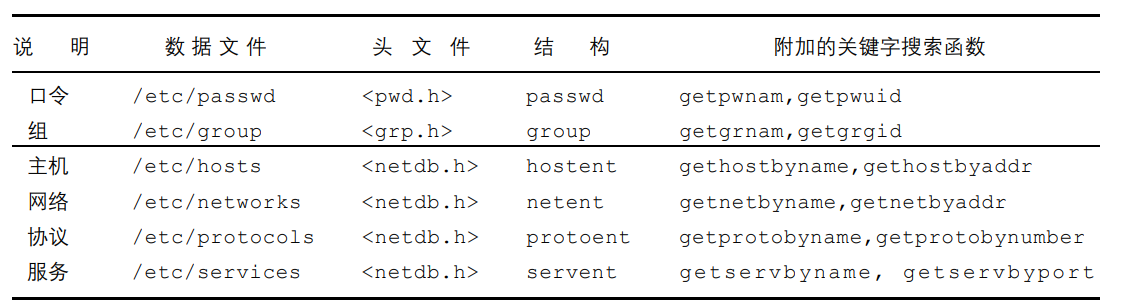 说 明 数据文件 头 文 件 结 构 附加的关键字搜索函数
口令 /etc/passwd <pwd.h> passwd getpwnam,getpwuid
组 /etc/group <grp.h> group getgrnam,getgrgid
主机 /etc/hosts <netdb.h> hostent gethostbyname,gethostbyaddr
网络 /etc/networks <netdb.h> netent getnetbyname,getnetbyaddr
协议 /etc/protocols <netdb.h> protoent getprotobyname,getprotobynumber
服务 /etc/services <netdb.h> servent getservbyname, getservbyport